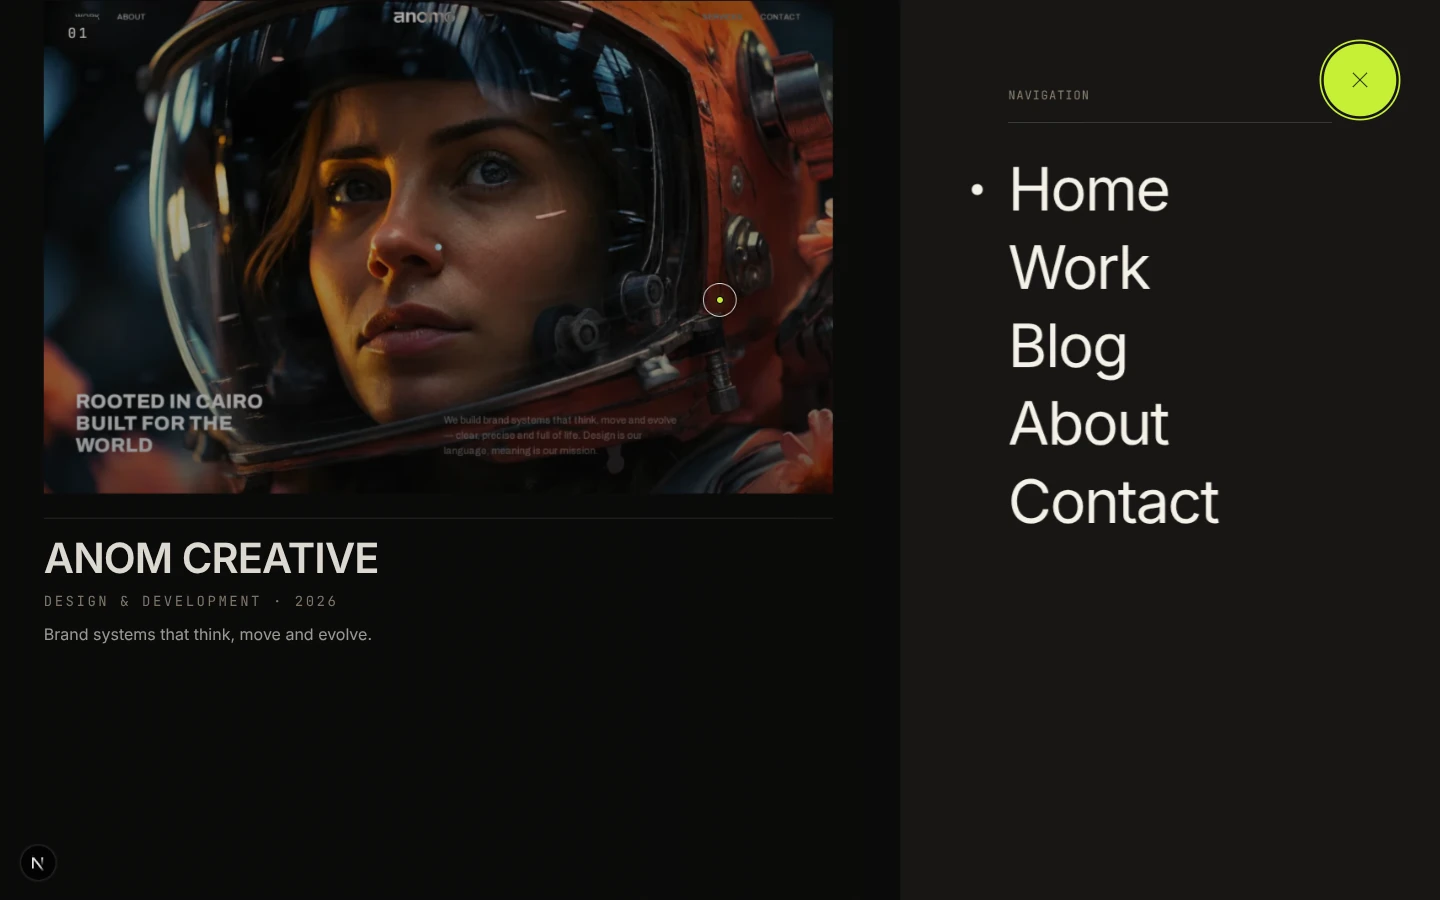 ABOUT
anomo
CONTACT
01
ROOTED IN CAIRO
BUILT FOR THE
WORLD
We build brand systems that think, move and evolve
— clear, precise and full of life. Design is our
language, meaning is our mission.
ANOM CREATIVE
DESIGN & DEVELOPMENT · 2026
Brand systems that think, move and evolve.
NAVIGATION
Home
Work
Blog
About
Contact
N